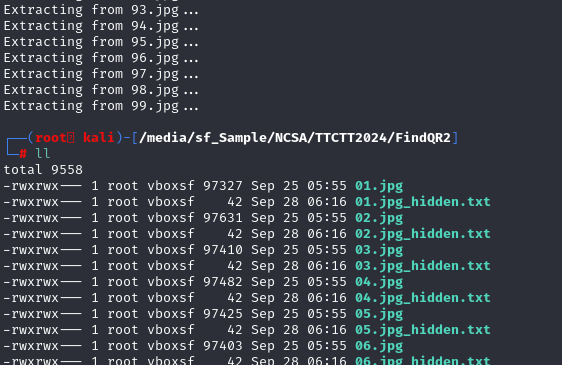 Extracting from 93.jpg...
Extracting from 94.jpg...
Extracting from 95.jpg...
Extracting from 96.jpg...
Extracting from 97.jpg...
Extracting from 98.jpg...
Extracting from 99.jpg...
┌──(root kali)-[/media/sf_Sample/NCSA/TTCTT2024/FindQR2]
└─# ll
total 9558
-rwxrwx--- 1 root vboxsf 97327 Sep 25 05:55 01.jpg
-rwxrwx--- 1 root vboxsf    42 Sep 28 06:16 01.jpg_hidden.txt
-rwxrwx--- 1 root vboxsf 97631 Sep 25 05:55 02.jpg
-rwxrwx--- 1 root vboxsf    42 Sep 28 06:16 02.jpg_hidden.txt
-rwxrwx--- 1 root vboxsf 97410 Sep 25 05:55 03.jpg
-rwxrwx--- 1 root vboxsf    42 Sep 28 06:16 03.jpg_hidden.txt
-rwxrwx--- 1 root vboxsf 97482 Sep 25 05:55 04.jpg
-rwxrwx--- 1 root vboxsf    42 Sep 28 06:16 04.jpg_hidden.txt
-rwxrwx--- 1 root vboxsf 97425 Sep 25 05:55 05.jpg
-rwxrwx--- 1 root vboxsf    42 Sep 28 06:16 05.jpg_hidden.txt
-rwxrwx--- 1 root vboxsf 97403 Sep 25 05:55 06.jpg
-rwxrwx--- 1 root vboxsf    42 Sep 28 06:16 06.jpg_hidden.txt